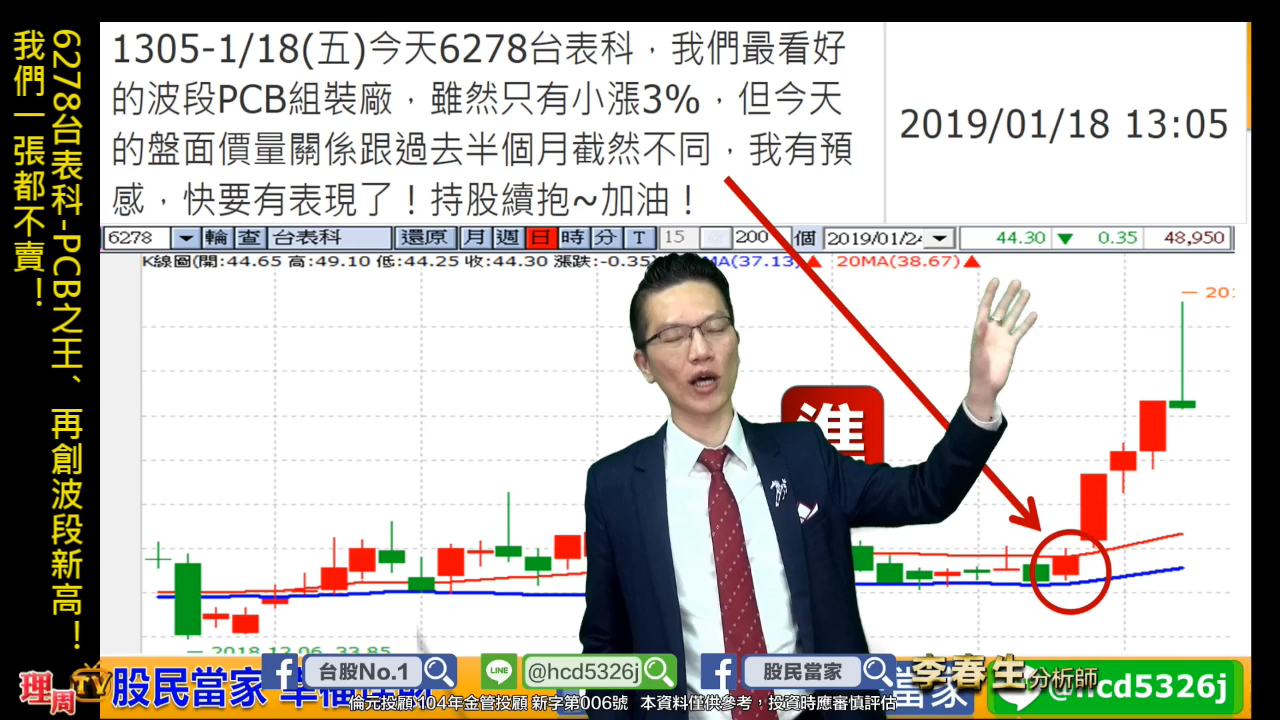 6278台表科-PCB之王、再創波段新高！
我們一張都不賣！
1305-1/18(五)今天6278台表科，我們最看好
的波段PCB組裝廠，雖然只有小漲3%，但今天
的盤面價量關係跟過去半個月截然不同，我有預
感，快要有表現了！持股續抱~加油！
2019/01/18 13:05
6278 輪 查 台表科 還原 月 週 日 時 分 T 15 200 個 2019/01/24 44.30 ▼ 0.35 48,950
K線圖(開:44.65 高:49.10 低:44.25 收:44.30 漲跌:-0.35) MA(37.13) ▲ 20MA(38.67) ▲
準
2018.12.06 33.85
理周TV
股民當家
台股No.1
@hcd5326j
股民當家
當家
李春生 分析師
@hcd5326j
倫元投顧 104年金管投顧 新字第006號 本資料僅供參考，投資時應審慎評估